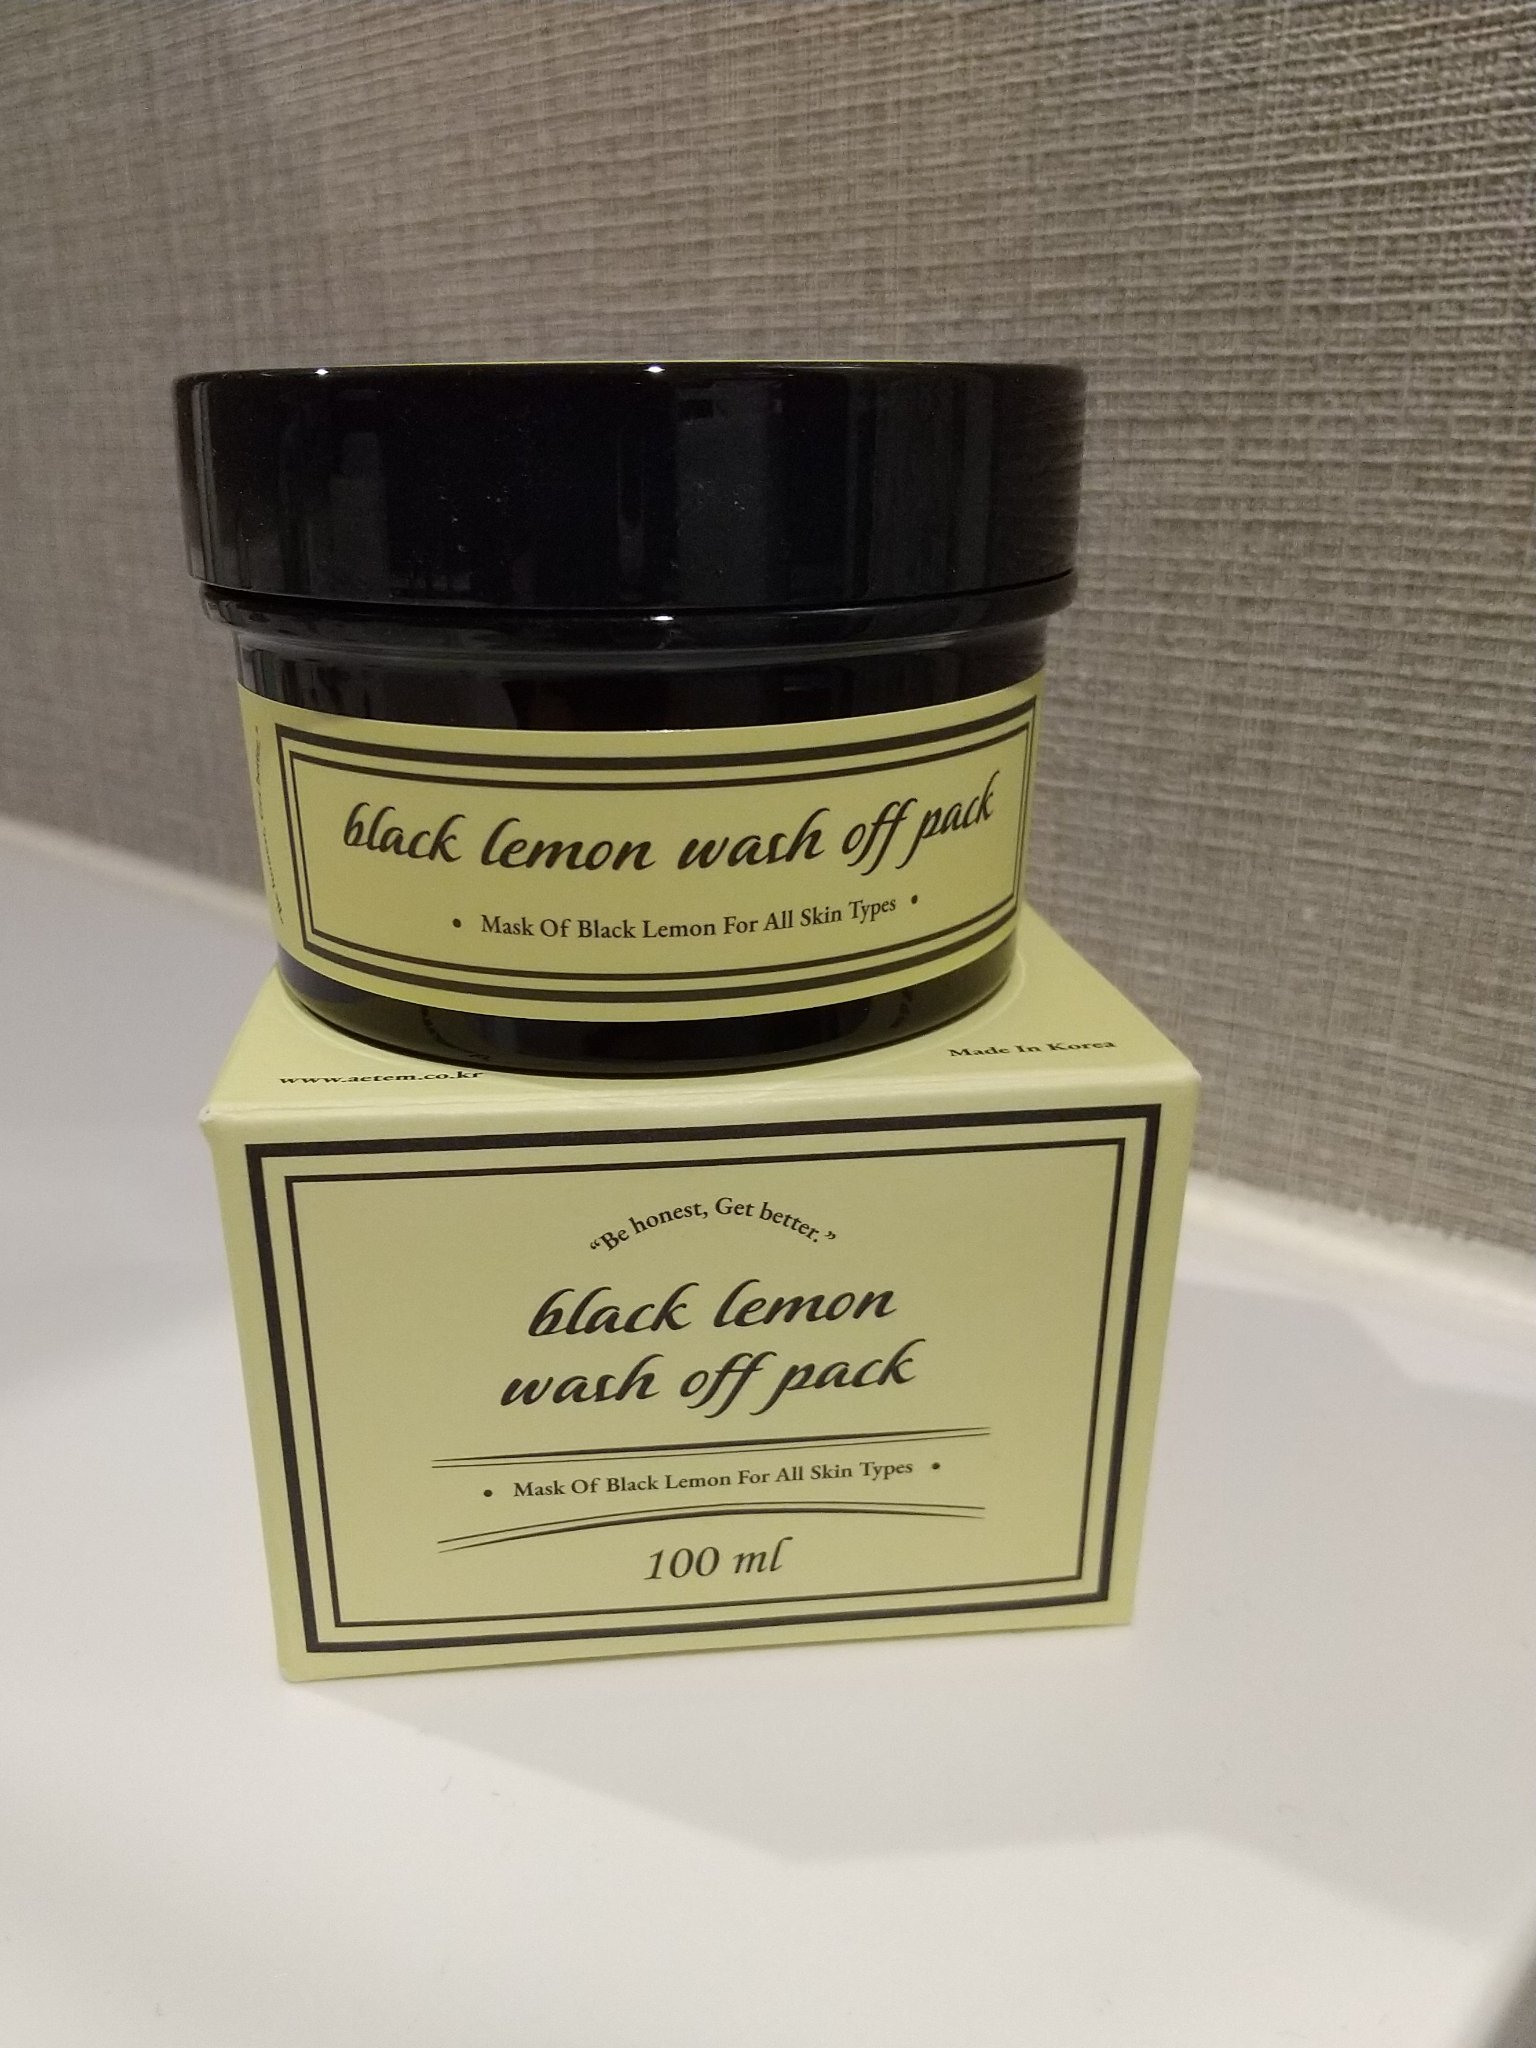 black lemon wash off pack
• Mask Of Black Lemon For All Skin Types •
www.aetem.co.kr
Made In Korea
“Be honest, Get better.”
black lemon
wash off pack
• Mask Of Black Lemon For All Skin Types •
100 ml